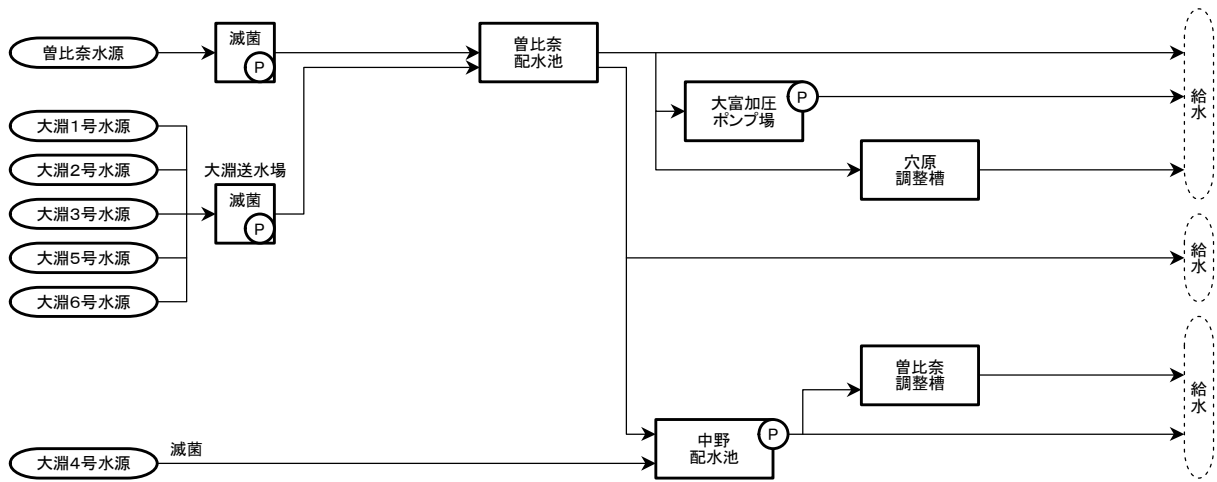 曽比奈水源
滅菌
P
曽比奈
配水池
大富加圧
ポンプ場
P
給水
大淵1号水源
大淵2号水源
大淵3号水源
大淵5号水源
大淵6号水源
大淵送水場
滅菌
P
穴原
調整槽
給水
曽比奈
調整槽
給水
大淵4号水源
滅菌
中野
配水池
P